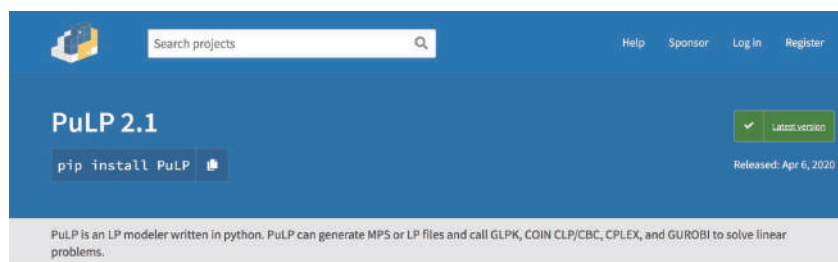 Search projects
Help Sponsor Log in Register
PuLP 2.1
Latest version
pip install PuLP
Released: Apr 6, 2020
PuLP is an LP modeler written in python. PuLP can generate MPS or LP files and call GLPK, COIN CLP/CBC, CPLEX, and GUROBI to solve linear
problems.